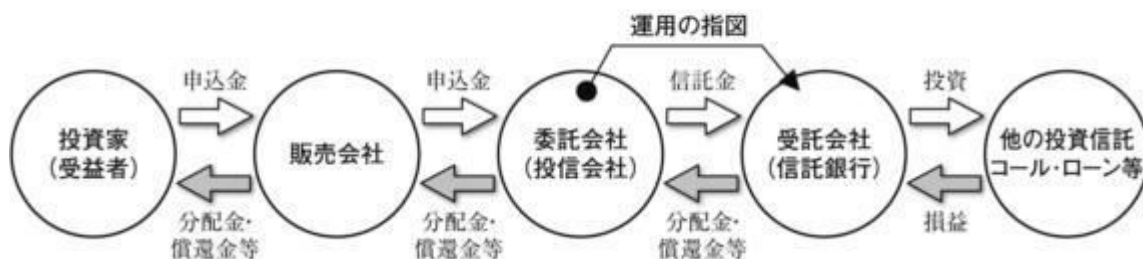 運用の指図
申込金
申込金
信託金
投資
投資家
(受益者)
販売会社
委託会社
(投信会社)
受託会社
(信託銀行)
他の投資信託
コール・ローン等
分配金・
償還金等
分配金・
償還金等
分配金・
償還金等
損益